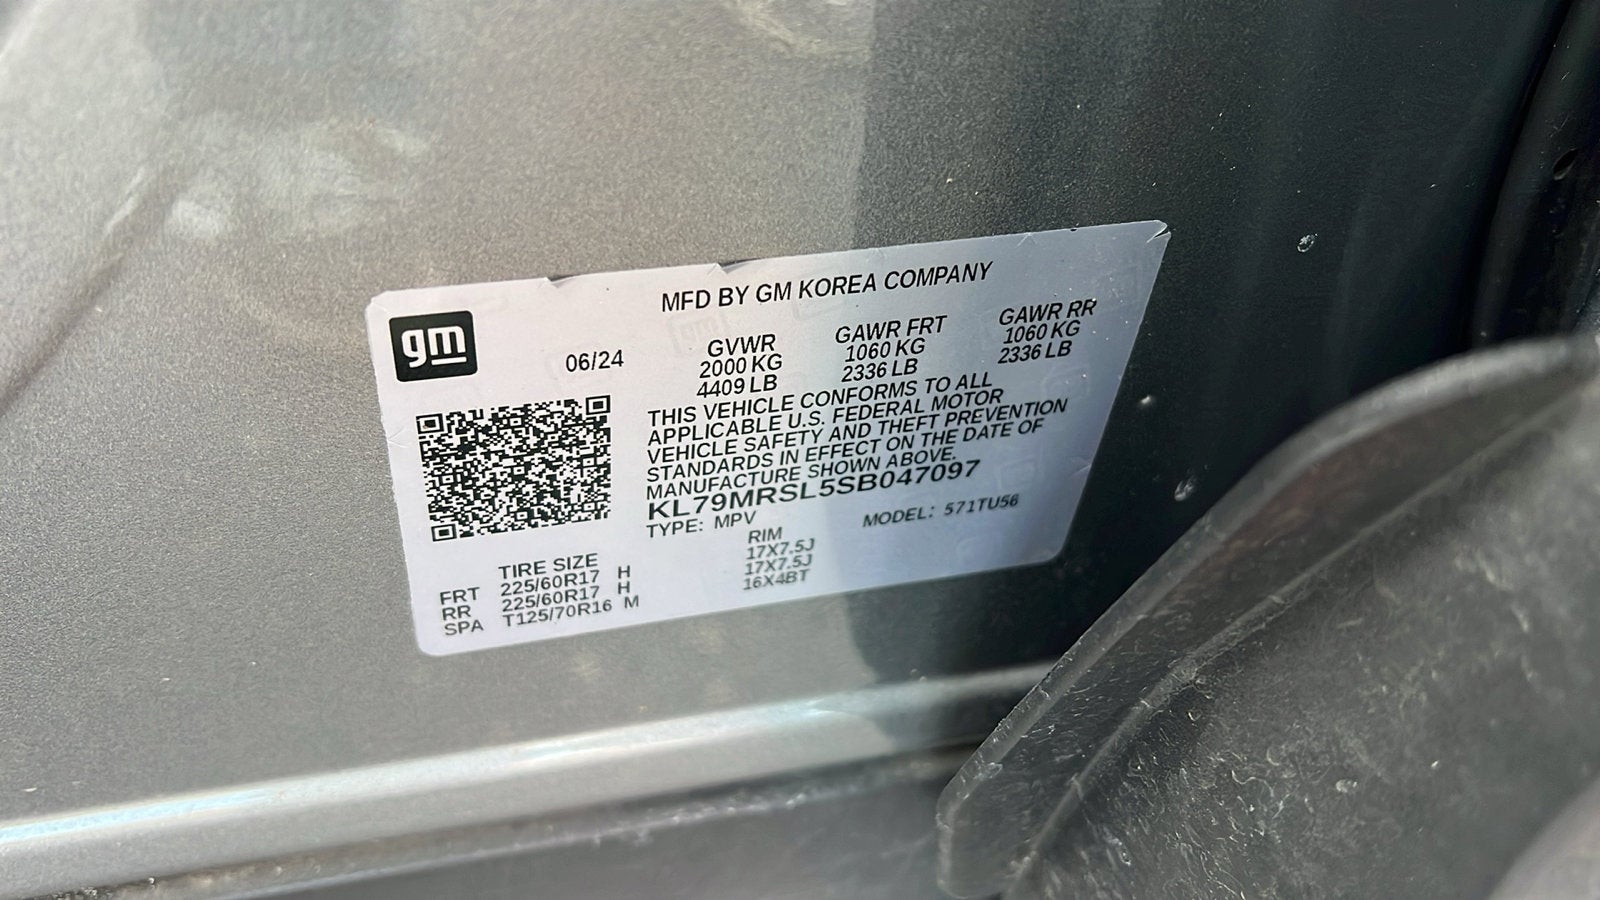 MFD BY GM KOREA COMPANY
gm
06/24
GVWR GAWR FRT GAWR RR
2000 KG 1060 KG 1060 KG
4409 LB 2336 LB 2336 LB
THIS VEHICLE CONFORMS TO ALL
APPLICABLE U.S. FEDERAL MOTOR
VEHICLE SAFETY AND THEFT PREVENTION
STANDARDS IN EFFECT ON THE DATE OF
MANUFACTURE SHOWN ABOVE.
KL79MRSL5SB047097
TYPE: MPV MODEL: 571TU56
TIRE SIZE RIM
FRT 225/60R17 H 17X7.5J
RR 225/60R17 H 17X7.5J
SPA T125/70R16 M 16X4BT